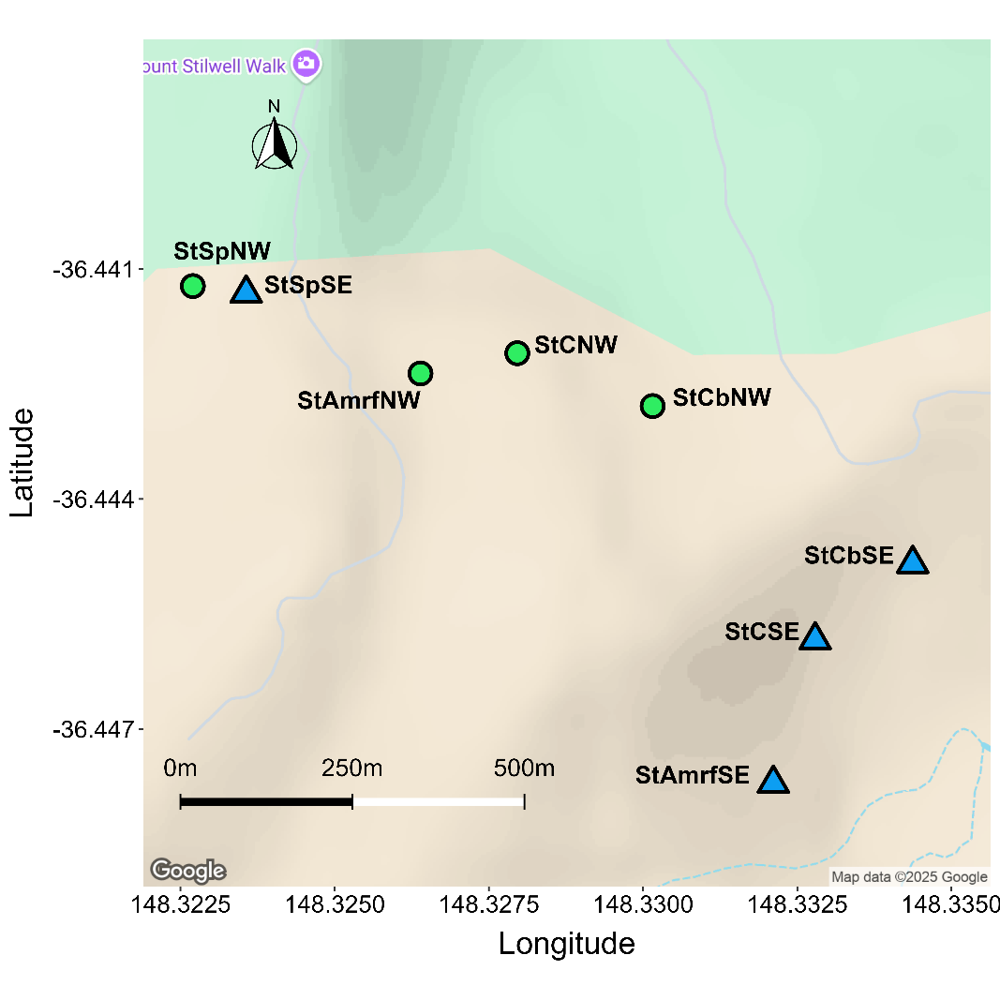 ount Stilwell Walk
N
StSpNW
StSpSE
StCNW
StAmrfNW
StCbNW
StCbSE
StCSE
StAmrfSE
-36.441
-36.444
-36.447
Latitude
0m 250m 500m
Google
Map data ©2025 Google
148.3225 148.3250 148.3275 148.3300 148.3325 148.3350
Longitude